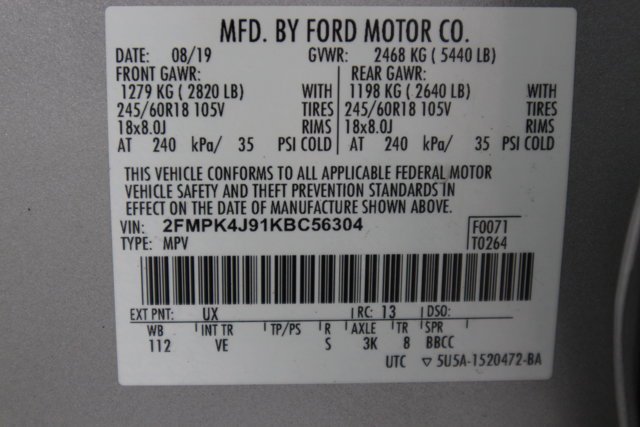 MFD. BY FORD MOTOR CO.
DATE: 08/19 GVWR: 2468 KG ( 5440 LB)
FRONT GAWR: REAR GAWR:
1279 KG ( 2820 LB) WITH 1198 KG ( 2640 LB) WITH
245/60R18 105V TIRES 245/60R18 105V TIRES
18x8.0J RIMS 18x8.0J RIMS
AT 240 kPa/ 35 PSI COLD AT 240 kPa/ 35 PSI COLD
THIS VEHICLE CONFORMS TO ALL APPLICABLE FEDERAL MOTOR
VEHICLE SAFETY AND THEFT PREVENTION STANDARDS IN
EFFECT ON THE DATE OF MANUFACTURE SHOWN ABOVE.
VIN: 2FMPK4J91KBC56304 F0071
TYPE: MPV T0264
EXT PNT: UX RC: 13 DSO:
WB INT TR TP/PS R AXLE TR SPR
112 VE S 3K 8 BBCC
UTC ▽ 5U5A-1520472-BA